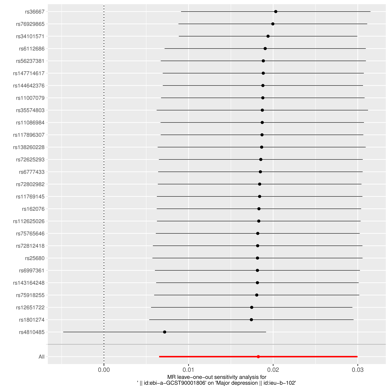 rs36667
rs76929865
rs34101571
rs6112686
rs56237381
rs147714617
rs144642376
rs11007079
rs35574803
rs11086984
rs117896307
rs138260228
rs72625293
rs6777433
rs72802982
rs11769145
rs162076
rs112625026
rs75765646
rs72812418
rs25680
rs6997361
rs143164248
rs75918255
rs12651722
rs1801274
rs4810485
All
0.00 0.01 0.02 0.03
MR leave−one−out sensitivity analysis for
' || id:ebi−a−GCST90001806' on 'Major depression || id:ieu−b−102'